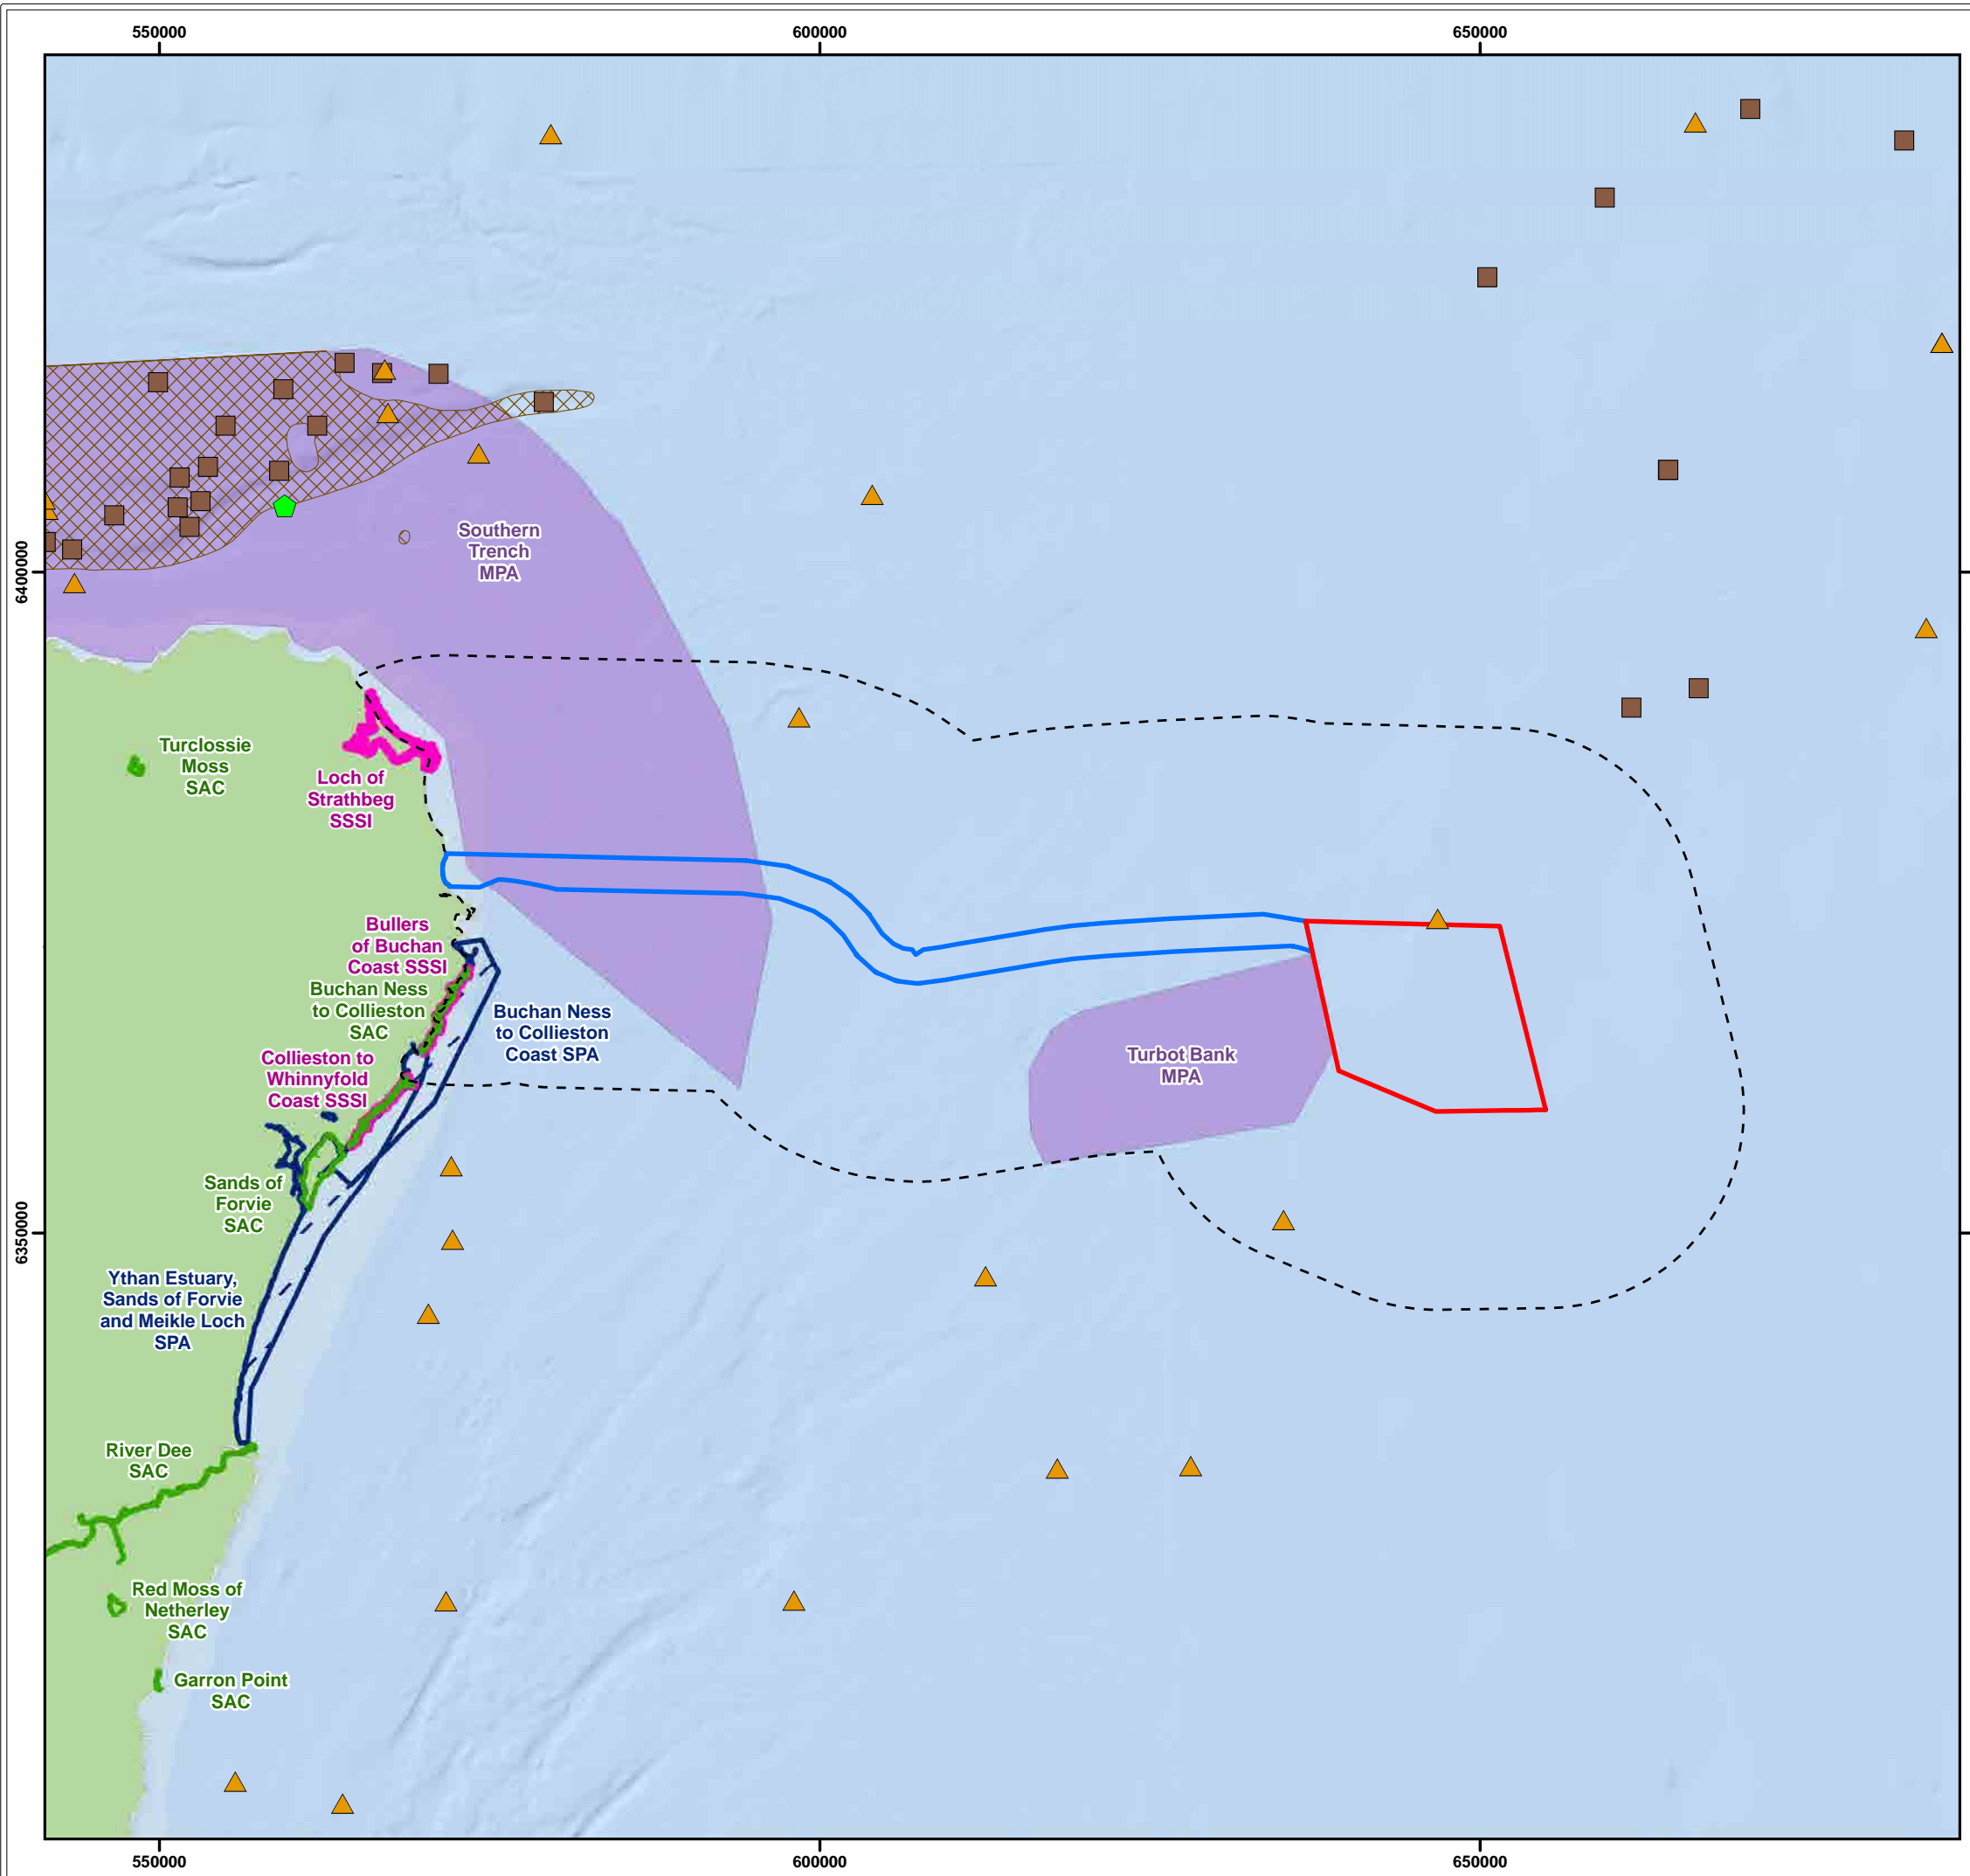 550000
600000
650000
6400000
Southern
Trench
MPA
Turclossie
Moss
SAC
Loch of
Strathbeg
SSSI
Bullers
of Buchan
Coast SSSI
Buchan Ness
to Collieston
SAC
Buchan Ness
to Collieston
Coast SPA
Collieston to
Whinnyfold
Coast SSSI
Turbot Bank
MPA
Sands of
Forvie
SAC
6350000
Ythan Estuary,
Sands of Forvie
and Meikle Loch
SPA
River Dee
SAC
Red Moss of
Netherley
SAC
Garron Point
SAC
550000
600000
650000